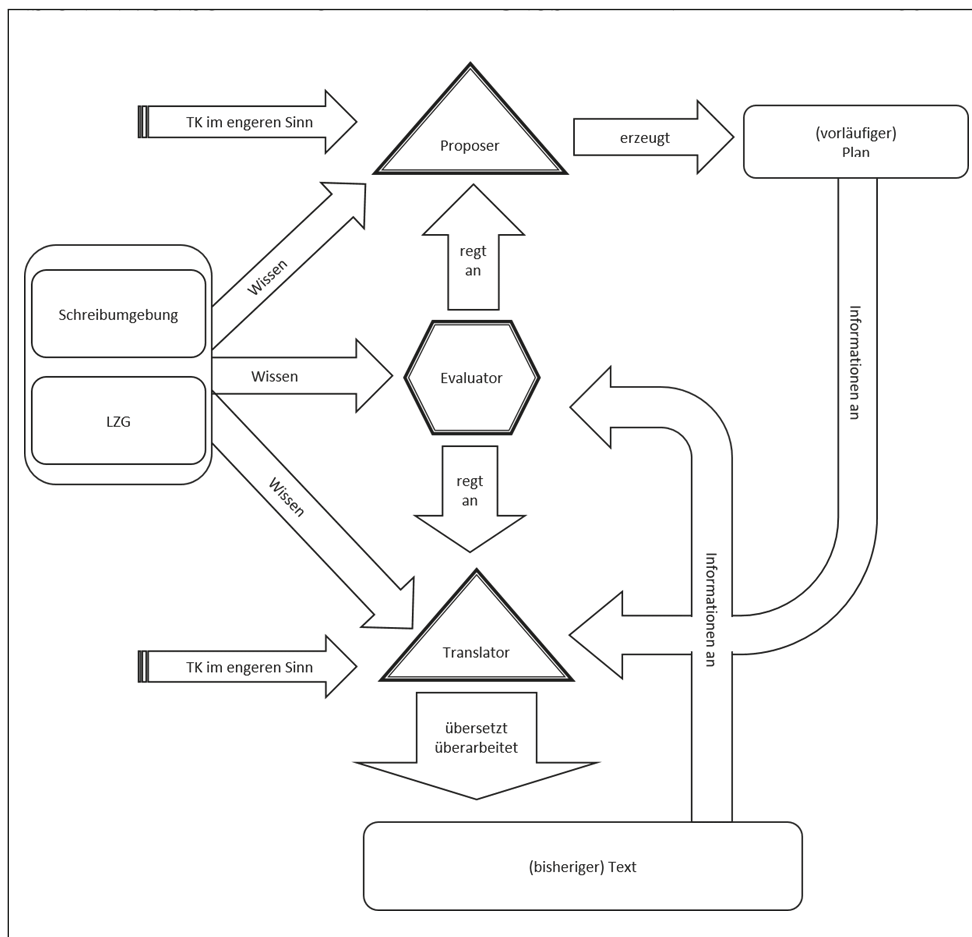 TK im engeren Sinn
Proposer
erzeugt
(vorläufiger)
Plan
Wissen
regt
an
Schreibumgebung
Informationen an
Wissen
Evaluator
LZG
Wissen
regt
an
Informationen an
TK im engeren Sinn
Translator
übersetzt
überarbeitet
(bisheriger) Text